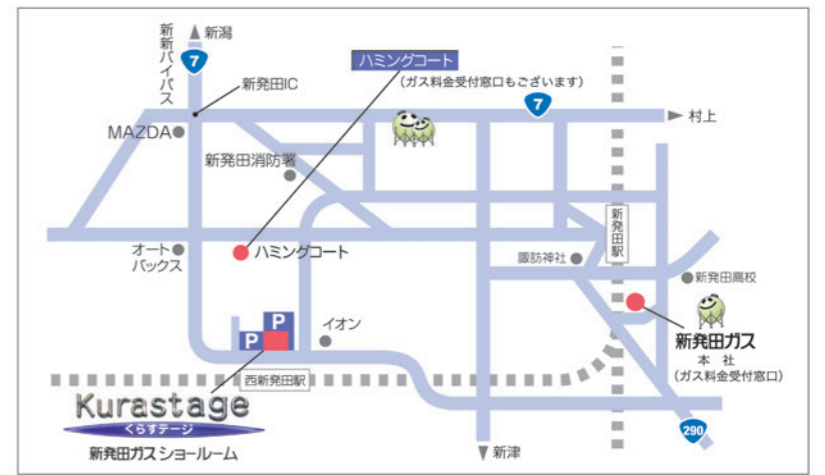 新新バイパス
新潟
7
ハミングコート
(ガス料金受付窓口もございます)
新発田IC
7
村上
MAZDA
新発田消防署
新発田駅
オート
バックス
ハミングコート
諏訪神社
新発田高校
P
P
イオン
新発田ガス
本 社
(ガス料金受付窓口)
西新発田駅
Kurastage
くらすテージ
新発田ガス ショールーム
新津
290